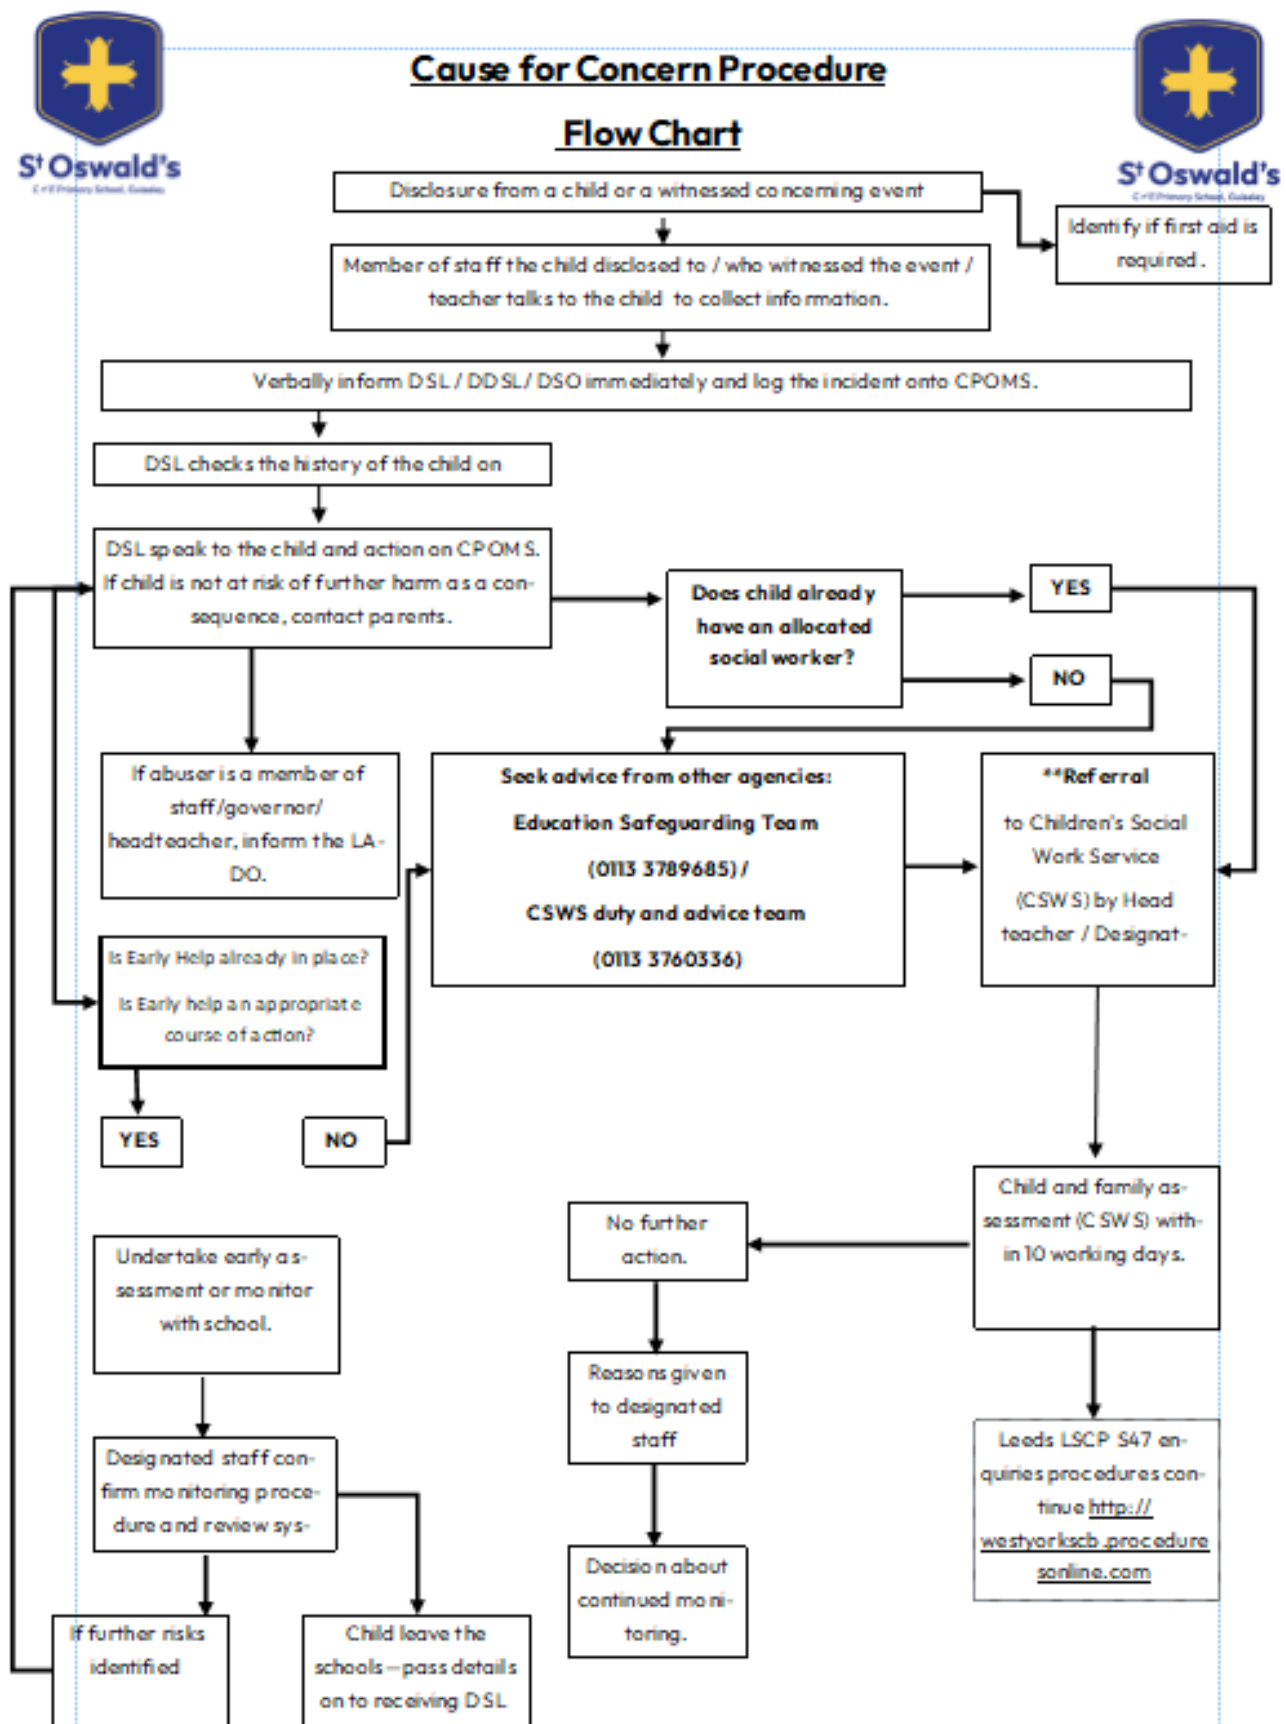 Cause for Concern Procedure
Flow Chart
St Oswald's
C of E Primary School, Guiseley
St Oswald's
C of E Primary School, Guiseley
Disclosure from a child or a witnessed concerning event
Identify if first aid is
required.
Member of staff the child disclosed to / who witnessed the event /
teacher talks to the child to collect information.
Verbally inform DSL / DDSL/ DSO immediately and log the incident onto CPOMS.
DSL checks the history of the child on
DSL speak to the child and action on CPOMS.
If child is not at risk of further harm as a con-
sequence, contact parents.
Does child already
have an allocated
social worker?
YES
NO
If abuser is a member of
staff/governor/
headteacher, inform the LA-
DO.
Seek advice from other agencies:
Education Safeguarding Team
(0113 3789685) /
CSWS duty and advice team
(0113 3760336)
**Referral
to Children's Social
Work Service
(CSWS) by Head
teacher / Designat-
Is Early Help already in place?
Is Early help an appropriate
course of action?
YES
NO
Child and family as-
sessment (CSWS) with-
in 10 working days.
No further
action.
Undertake early as-
sessment or monitor
with school.
Reasons given
to designated
staff
Leeds LSCP S47 en-
quiries procedures con-
tinue http://
westyorkscb.procedure
sonline.com
Designated staff con-
firm monitoring proce-
dure and review sys-
Decision about
continued moni-
toring.
If further risks
identified
Child leave the
schools—pass details
on to receiving DSL